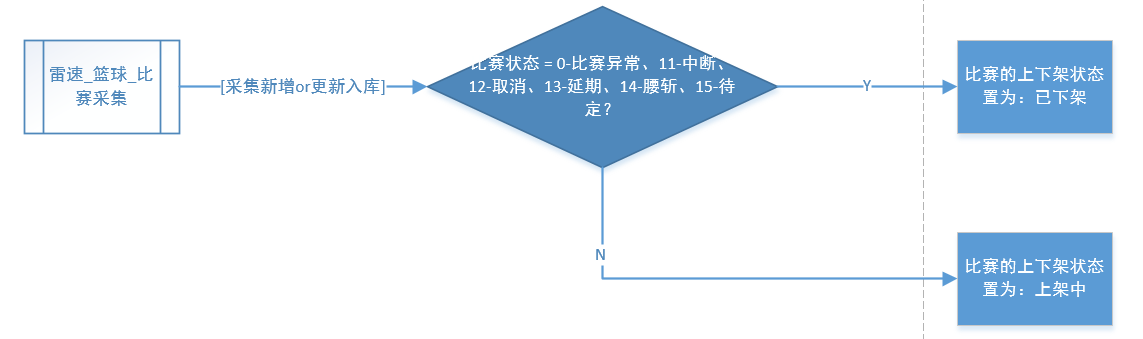 雷速_篮球_比
赛采集
[采集新增or更新入库]
比赛状态 = 0-比赛异常、11-中断、
12-取消、13-延期、14-腰斩、15-待
定？
Y
比赛的上下架状态
置为：已下架
N
比赛的上下架状态
置为：上架中